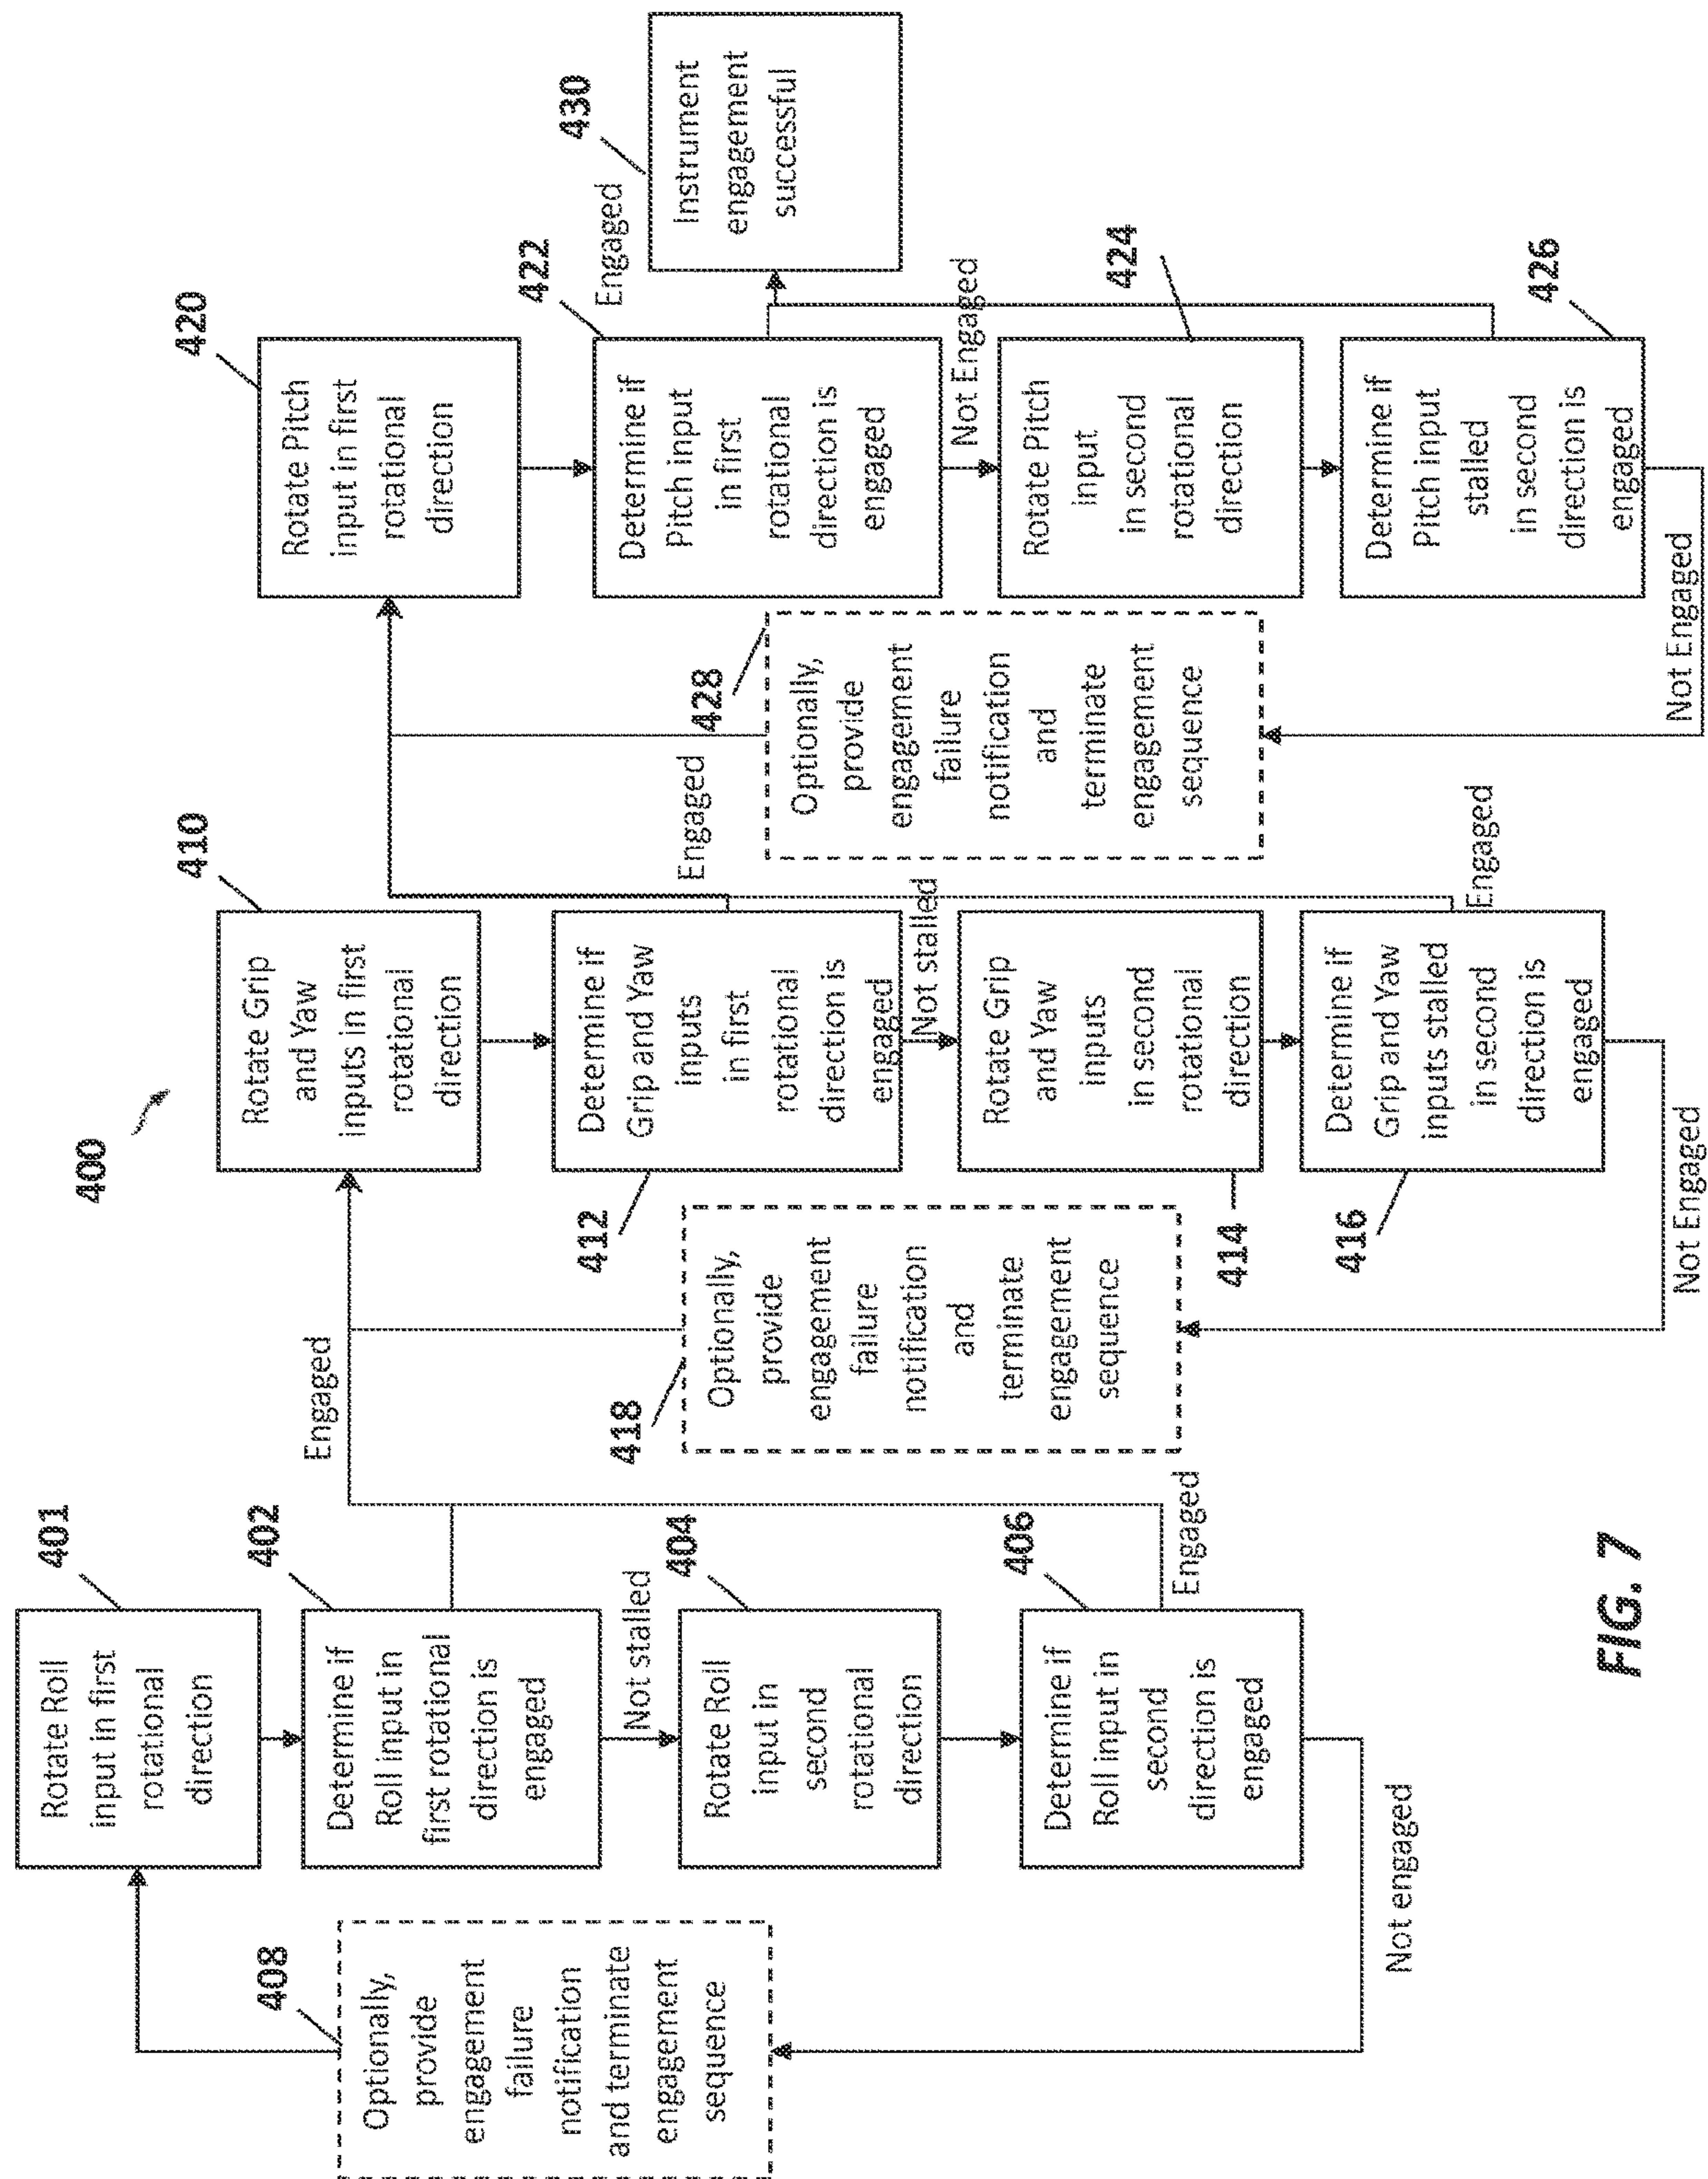 400
401
Rotate Roll
input in first
rotational
direction
402
Determine if
Roll input in
first rotational
direction is
engaged
Not stalled
404
Rotate Roll
input in
second
rotational
direction
406
Determine if
Roll input in
second
direction is
engaged
Engaged
Engaged
Not engaged
408
Optionally,
provide
engagement
failure
notification
and terminate
engagement
sequence
410
Rotate Grip
and Yaw
inputs in first
rotational
direction
412
Determine if
Grip and Yaw
inputs
in first
rotational
direction is
engaged
Not stalled
414
Rotate Grip
and Yaw
inputs
in second
rotational
direction
416
Determine if
Grip and Yaw
inputs stalled
in second
direction is
engaged
Engaged
Engaged
Not Engaged
418
Optionally,
provide
engagement
failure
notification
and
terminate
engagement
sequence
420
Rotate Pitch
input in first
rotational
direction
422
Determine if
Pitch input
in first
rotational
direction is
engaged
Not Engaged
424
Rotate Pitch
input
in second
rotational
direction
426
Determine if
Pitch input
stalled
in second
direction is
engaged
Engaged
Not Engaged
428
Optionally,
provide
engagement
failure
notification
and
terminate
engagement
sequence
430
Instrument
engagement
successful
FIG. 7